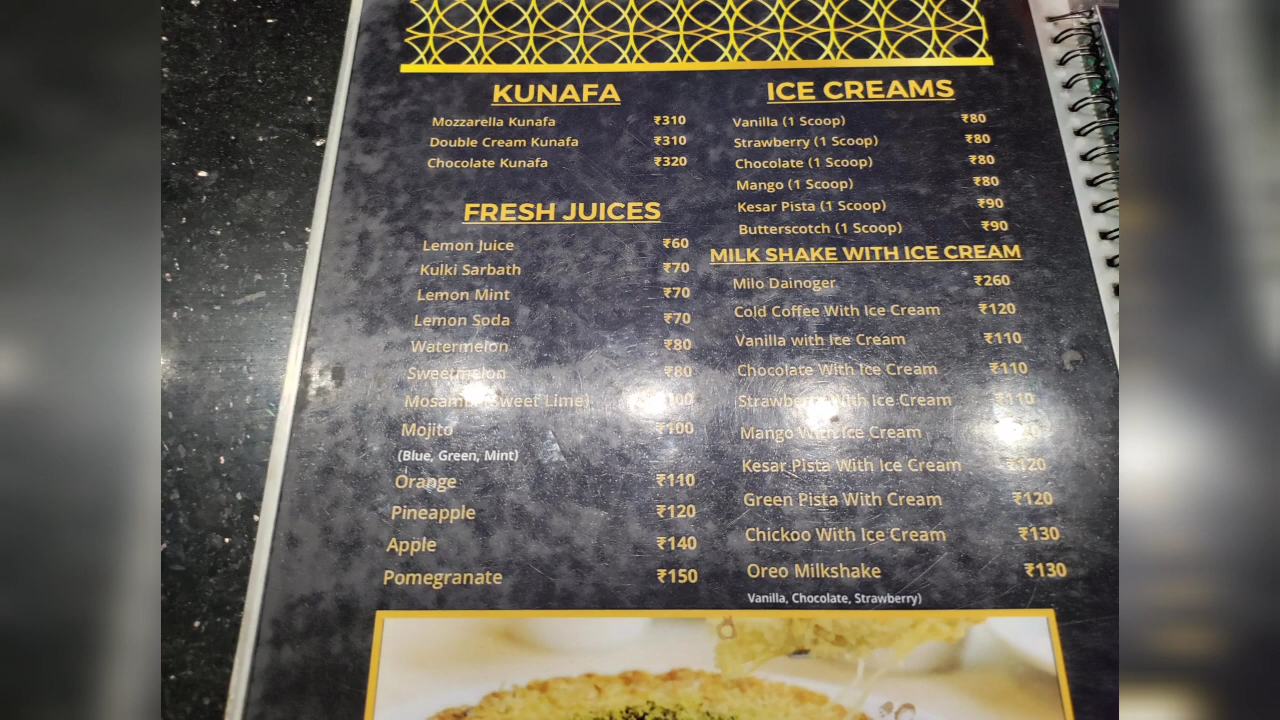 KUNAFA
Mozzarella Kunafa ₹310
Double Cream Kunafa ₹310
Chocolate Kunafa ₹320
FRESH JUICES
Lemon Juice ₹60
Kulki Sarbath ₹70
Lemon Mint ₹70
Lemon Soda ₹70
Watermelon ₹80
Sweetmelon ₹80
Mosambi (Sweet Lime)
Mojito ₹100
(Blue, Green, Mint)
Orange ₹110
Pineapple ₹120
Apple ₹140
Pomegranate ₹150
ICE CREAMS
Vanilla (1 Scoop) ₹80
Strawberry (1 Scoop) ₹80
Chocolate (1 Scoop) ₹80
Mango (1 Scoop) ₹80
Kesar Pista (1 Scoop) ₹90
Butterscotch (1 Scoop) ₹90
MILK SHAKE WITH ICE CREAM
Milo Dainoger ₹260
Cold Coffee With Ice Cream ₹120
Vanilla with Ice Cream ₹110
Chocolate With Ice Cream ₹110
Strawberry With Ice Cream ₹110
Mango With Ice Cream
Kesar Pista With Ice Cream ₹120
Green Pista With Cream ₹120
Chickoo With Ice Cream ₹130
Oreo Milkshake ₹130
Vanilla, Chocolate, Strawberry)